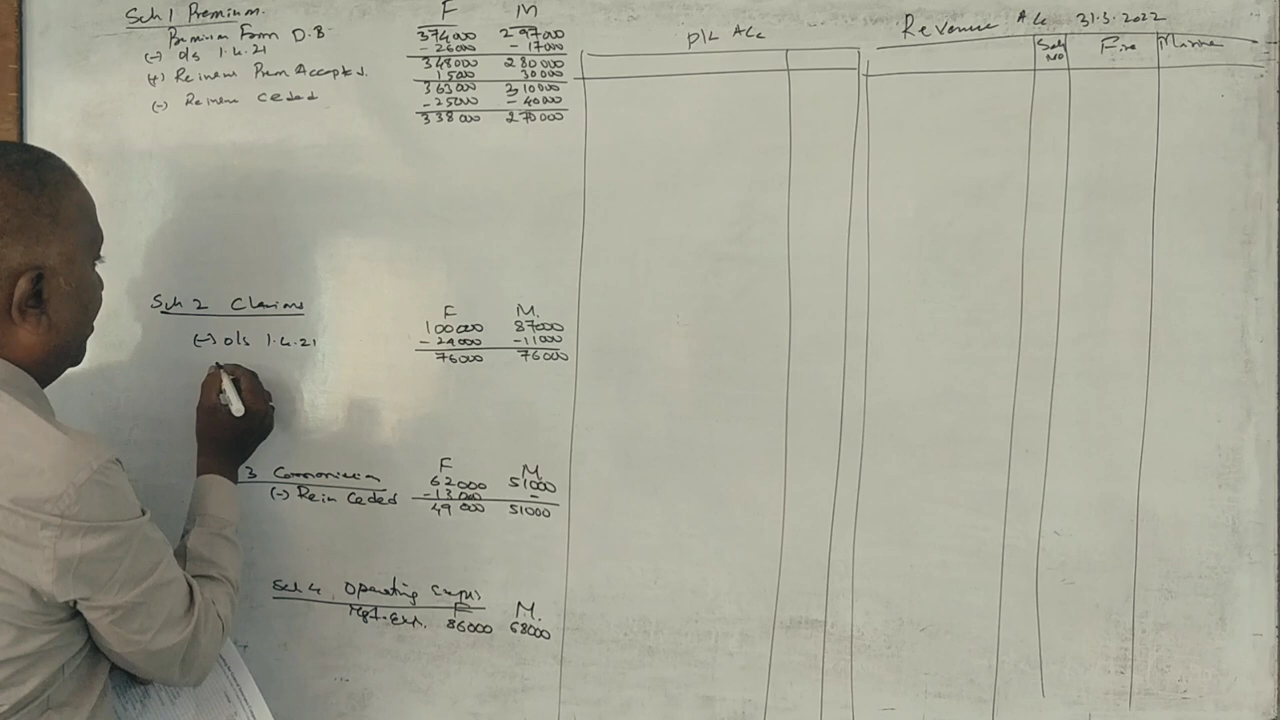 Sch 1 Premium. F M
Premium From D.B. 374000 297000
(-) O/s 1.4.21 - 26000 - 17000
348000 280000
(+) Reinsu Prem Accepted. 15000 30000
363000 310000
(-) Reinsu Ceded - 25000 - 40000
338000 270000
Sch 2 Claims F M.
100000 87000
(-) O/s 1.4.21 - 24000 - 11000
76000 76000
3 Commission F M
62000 51000
(-) Rein Ceded - 13000 -
49000 51000
Sch 4 Operating Exps
F M.
Mgt. Exp. 86000 68000
P/L A/c
Revenue A/c 31.3.2022
Sch No Fire Marine